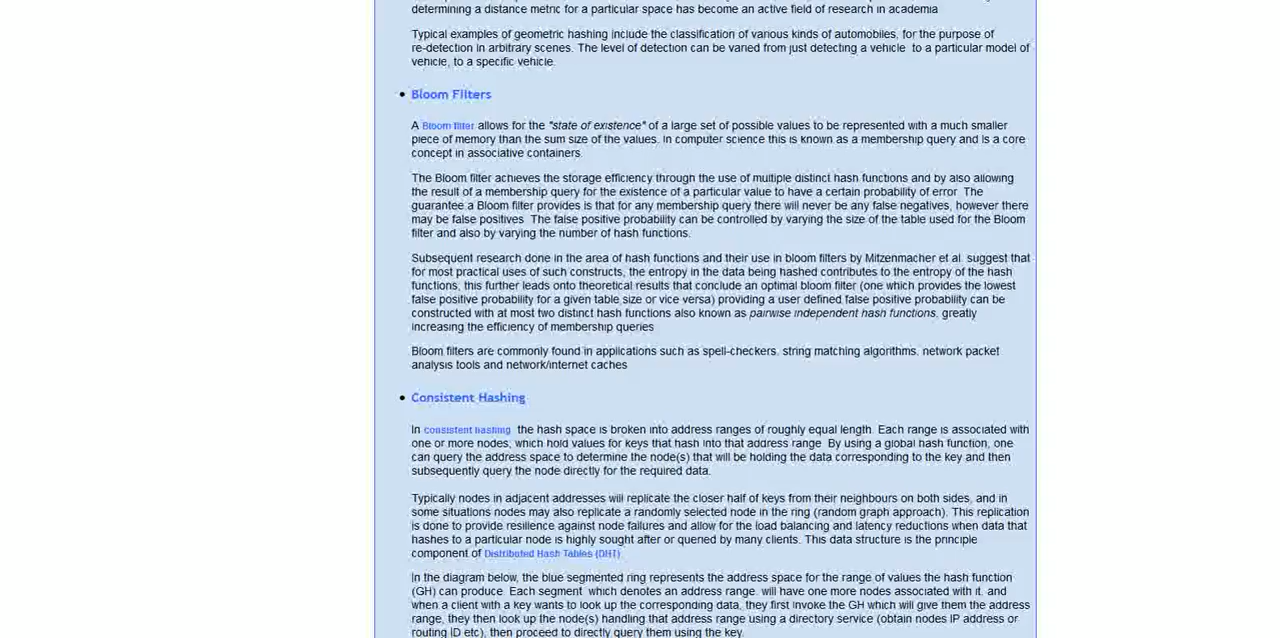 determining a distance metric for a particular space has become an active field of research in academia
Typical examples of geometric hashing include the classification of various kinds of automobiles, for the purpose of
re-detection in arbitrary scenes. The level of detection can be varied from just detecting a vehicle to a particular model of
vehicle, to a specific vehicle.
Bloom Filters
A Bloom filter allows for the "state of existence" of a large set of possible values to be represented with a much smaller
piece of memory than the sum size of the values. In computer science this is known as a membership query and is a core
concept in associative containers.
The Bloom filter achieves the storage efficiency through the use of multiple distinct hash functions and by also allowing
the result of a membership query for the existence of a particular value to have a certain probability of error. The
guarantee a Bloom filter provides is that for any membership query there will never be any false negatives, however there
may be false positives. The false positive probability can be controlled by varying the size of the table used for the Bloom
filter and also by varying the number of hash functions.
Subsequent research done in the area of hash functions and their use in bloom filters by Mitzenmacher et al. suggest that
for most practical uses of such constructs, the entropy in the data being hashed contributes to the entropy of the hash
functions, this further leads onto theoretical results that conclude an optimal bloom filter (one which provides the lowest
false positive probability for a given table size or vice versa) providing a user defined false positive probability can be
constructed with at most two distinct hash functions also known as pairwise independent hash functions, greatly
increasing the efficiency of membership queries
Bloom filters are commonly found in applications such as spell-checkers, string matching algorithms, network packet
analysis tools and network/internet caches
Consistent Hashing
In consistent hashing the hash space is broken into address ranges of roughly equal length. Each range is associated with
one or more nodes, which hold values for keys that hash into that address range. By using a global hash function, one
can query the address space to determine the node(s) that will be holding the data corresponding to the key and then
subsequently query the node directly for the required data.
Typically nodes in adjacent addresses will replicate the closer half of keys from their neighbours on both sides, and in
some situations nodes may also replicate a randomly selected node in the ring (random graph approach). This replication
is done to provide resilience against node failures and allow for the load balancing and latency reductions when data that
hashes to a particular node is highly sought after or queried by many clients. This data structure is the principle
component of Distributed Hash Tables (DHT)
In the diagram below, the blue segmented ring represents the address space for the range of values the hash function
(GH) can produce. Each segment which denotes an address range, will have one more nodes associated with it, and
when a client with a key wants to look up the corresponding data, they first invoke the GH which will give them the address
range, they then look up the node(s) handling that address range using a directory service (obtain nodes IP address or
routing ID etc), then proceed to directly query them using the key.